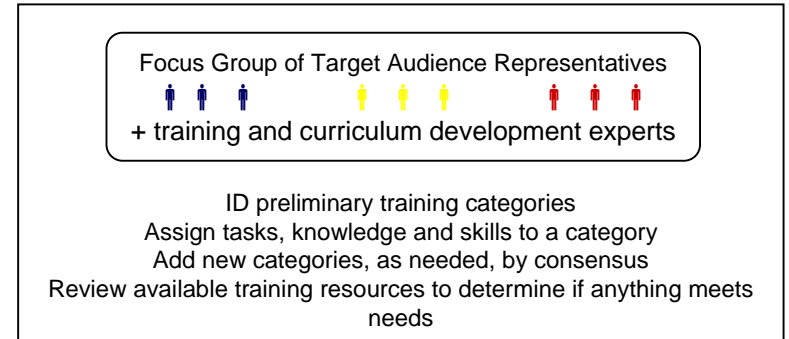 Focus Group of Target Audience Representatives
+ training and curriculum development experts
ID preliminary training categories
Assign tasks, knowledge and skills to a category
Add new categories, as needed, by consensus
Review available training resources to determine if anything meets
needs